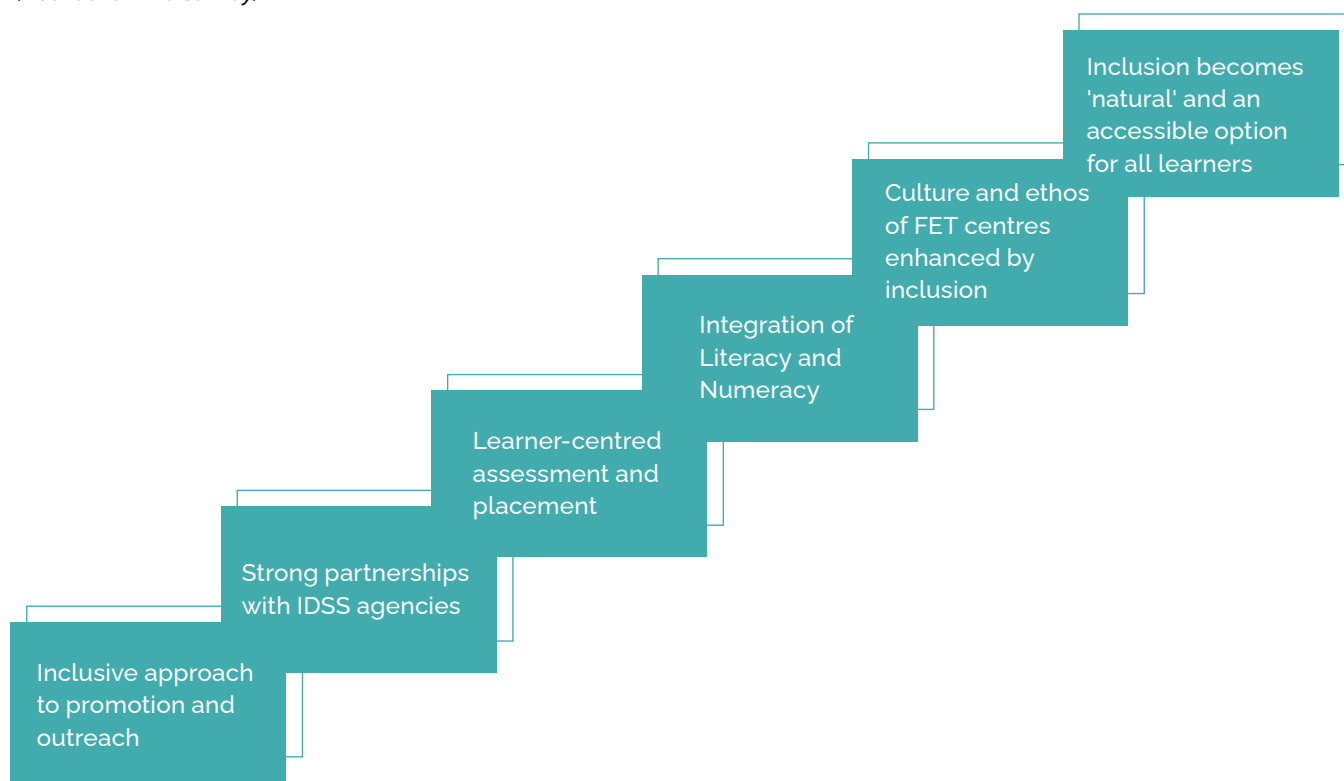 Inclusion becomes
'natural' and an
accessible option
for all learners
Culture and ethos
of FET centres
enhanced by
inclusion
Integration of
Literacy and
Numeracy
Learner-centred
assessment and
placement
Strong partnerships
with IDSS agencies
Inclusive approach
to promotion and
outreach